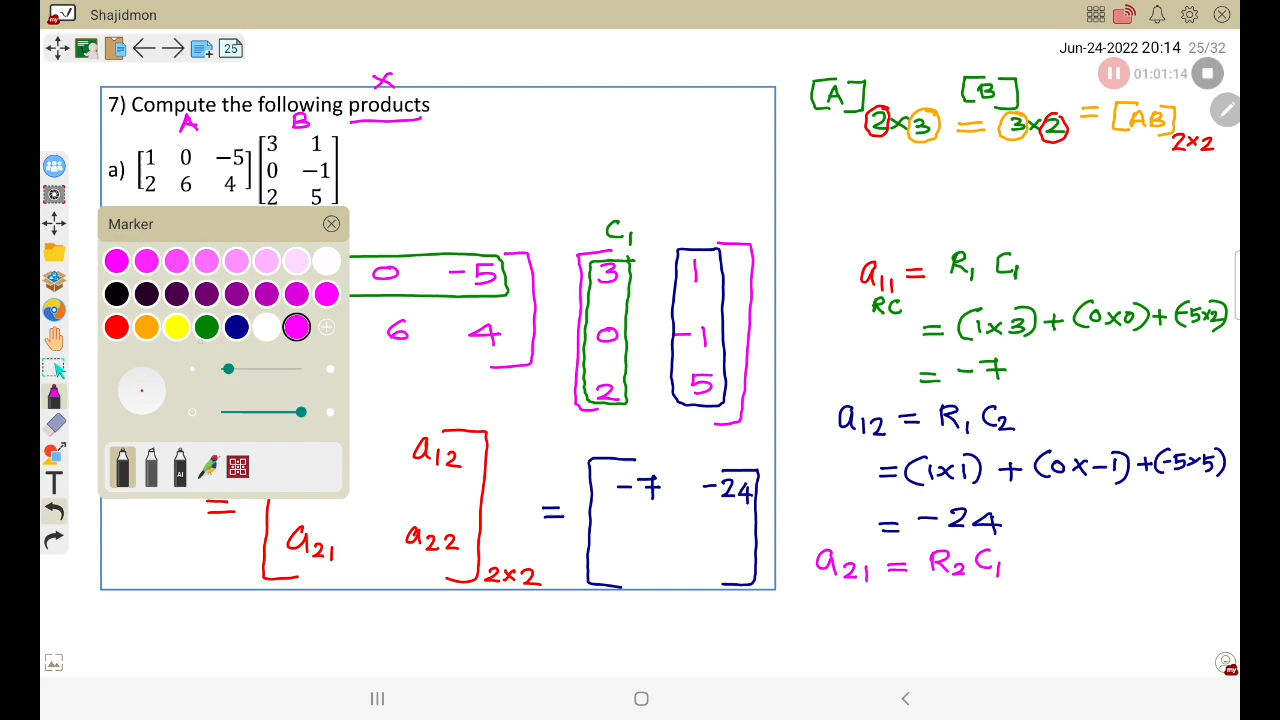 Shajidmon
25
Jun-24-2022 20:14 25/32
01:01:14
7) Compute the following products
×
A B
a) [1 0 −5 [3 1
2 6 4] 0 −1
2 5]
[A]2×3 = [B]3×2 = [AB]2×2
Marker
C1
0 -5 3 1
6 4 0 -1
2 5
a11 = R1 C1
RC
= (1×3) + (0×0) + (-5×2)
= -7
a12 = R1 C2
= (1×1) + (0×-1) + (-5×5)
= -24
a21 = R2 C1
AI
a12
= a21 a22 2×2
= [-7 -24]
T